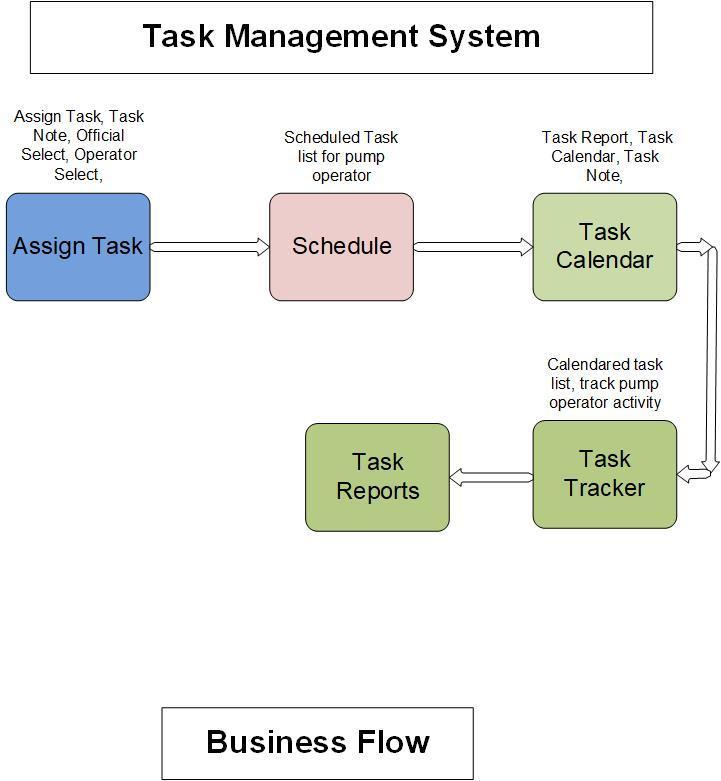 Task Management System
Assign Task, Task
Note, Official
Select, Operator
Select,
Scheduled Task
list for pump
operator
Task Report, Task
Calendar, Task
Note,
Assign Task
Schedule
Task
Calendar
Calendared task
list, track pump
operator activity
Task
Reports
Task
Tracker
Business Flow